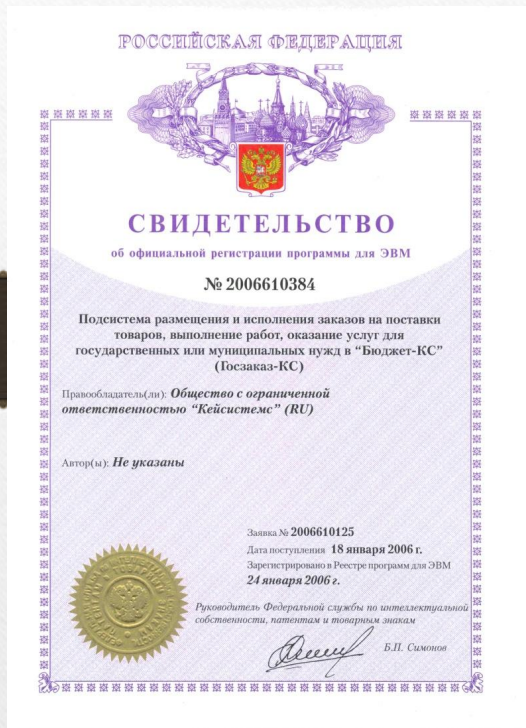 РОССИЙСКАЯ ФЕДЕРАЦИЯ
СВИДЕТЕЛЬСТВО
об официальной регистрации программы для ЭВМ
№ 2006610384
Подсистема размещения и исполнения заказов на поставки
товаров, выполнение работ, оказание услуг для
государственных или муниципальных нужд в “Бюджет-КС”
(Госзаказ-КС)
Правообладатель(ли): Общество с ограниченной
ответственностью “Кейсистемс” (RU)
Автор(ы): Не указаны
Заявка № 2006610125
Дата поступления 18 января 2006 г.
Зарегистрировано в Реестре программ для ЭВМ
24 января 2006 г.
Руководитель Федеральной службы по интеллектуальной
собственности, патентам и товарным знакам
Б.П. Симонов